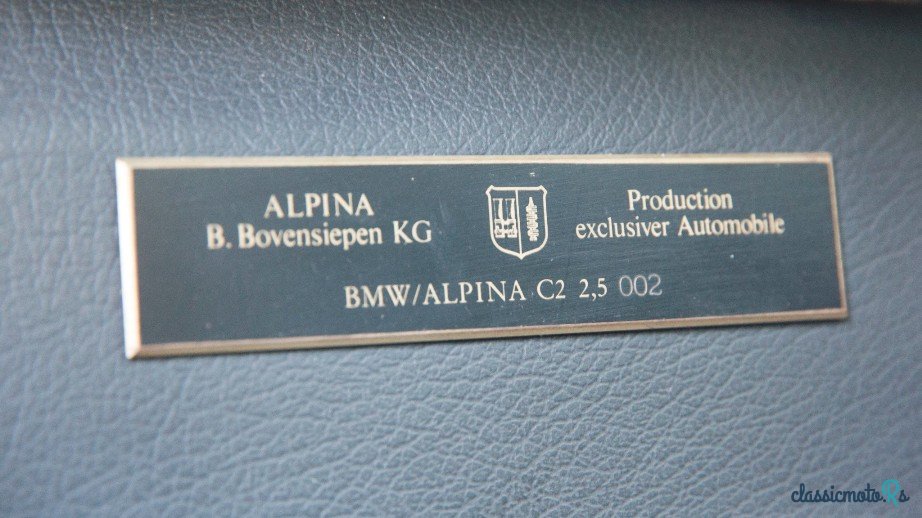 ALPINA
B. Bovensiepen KG
Production
exclusiver Automobile
BMW/ALPINA C2 2,5 002
classicmotoRs